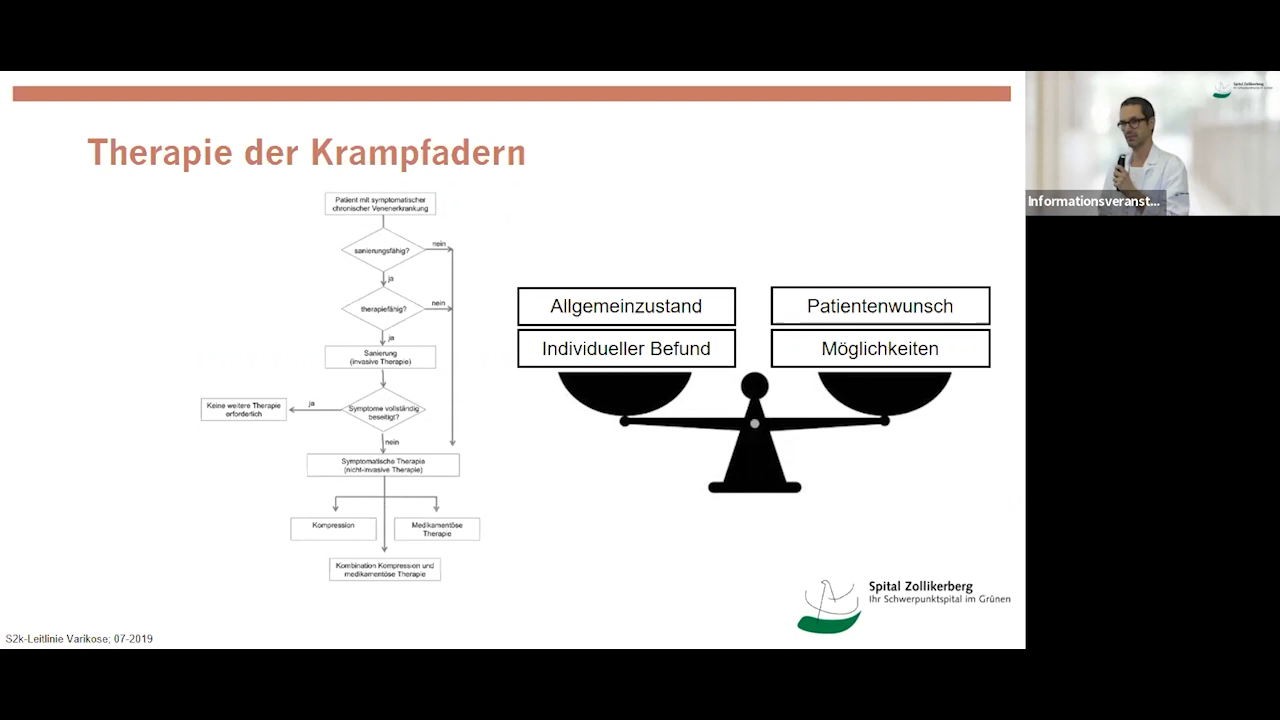 Therapie der Krampfadern
Patient mit symptomatischer
chronischer Venenerkrankung
sanierungsfähig?
nein
ja
therapiefähig?
nein
ja
Sanierung
(invasive Therapie)
Symptome vollständig
beseitigt?
ja
Keine weitere Therapie
erforderlich
nein
Symptomatische Therapie
(nicht-invasive Therapie)
Kompression
Medikamentöse
Therapie
Kombination Kompression und
medikamentöse Therapie
Allgemeinzustand
Individueller Befund
Patientenwunsch
Möglichkeiten
Spital Zollikerberg
Ihr Schwerpunktspital im Grünen
S2k-Leitlinie Varikose; 07-2019
Spital Zollikerberg
Informationsveranst...